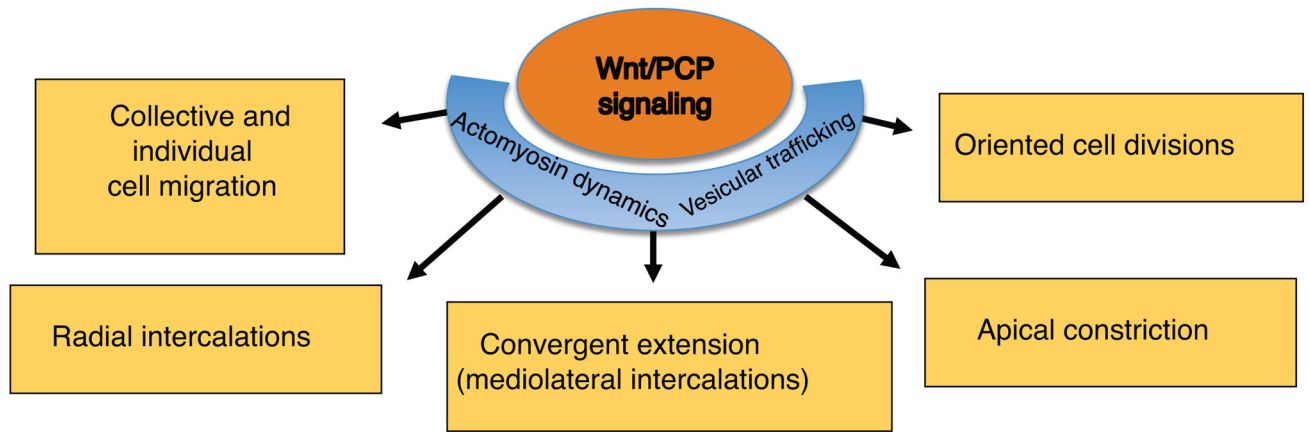 Wnt/PCP
signaling
Actomyosin dynamics
Vesicular trafficking
Collective and
individual
cell migration
Oriented cell divisions
Radial intercalations
Convergent extension
(mediolateral intercalations)
Apical constriction